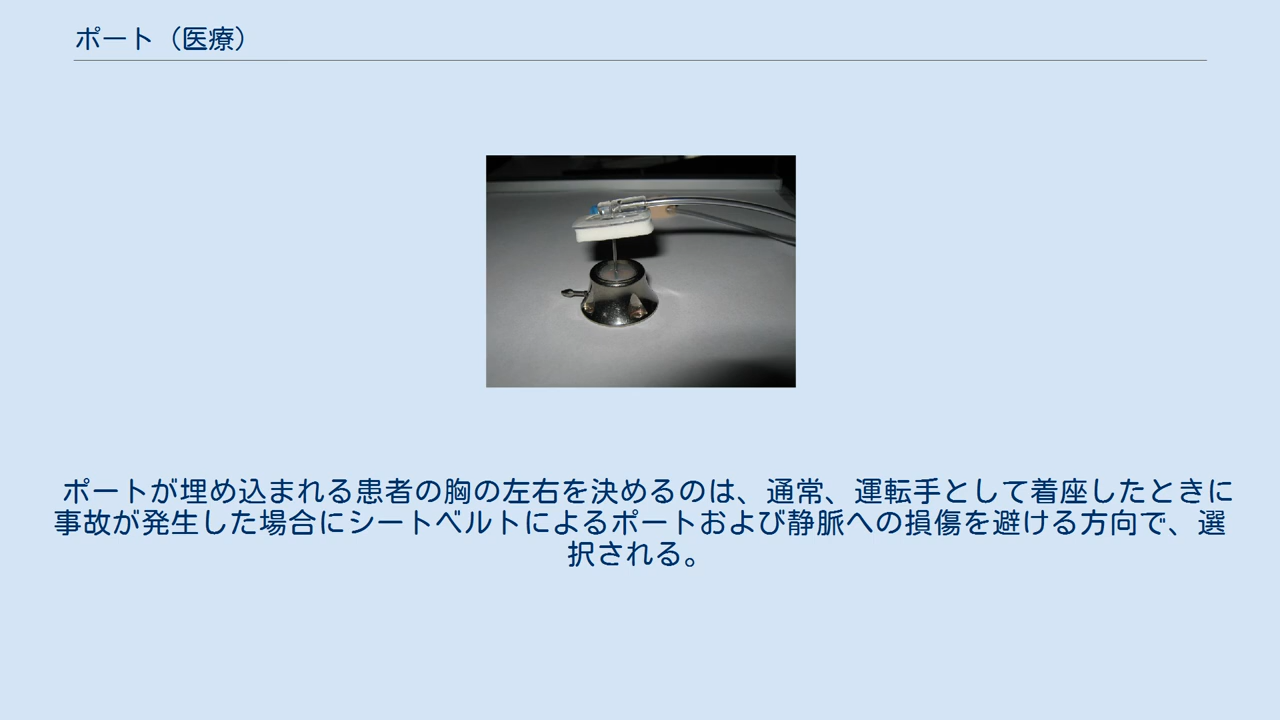 ポート（医療）
ポートが埋め込まれる患者の胸の左右を決めるのは、通常、運転手として着座したときに
事故が発生した場合にシートベルトによるポートおよび静脈への損傷を避ける方向で、選
択される。